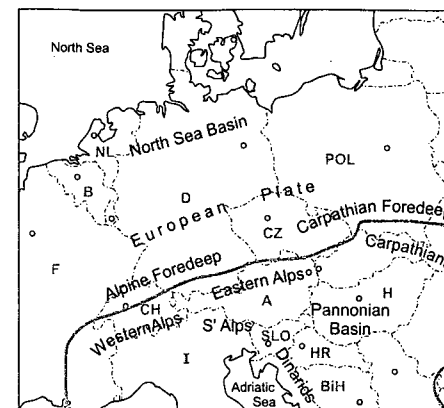 North Sea
NL
North Sea Basin
B
POL
D
European Plate
CZ
Carpathian Foredeep
Carpathian
F
Alpine Foredeep
Eastern Alps
CH
A
H
Western Alps
Pannonian
Basin
S' Alps
SLO
I
HR
Dinarids
Adriatic
Sea
BiH